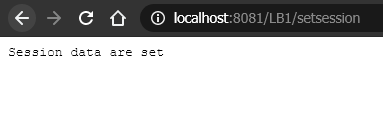 localhost:8081/LB1/setsession
Session data are set